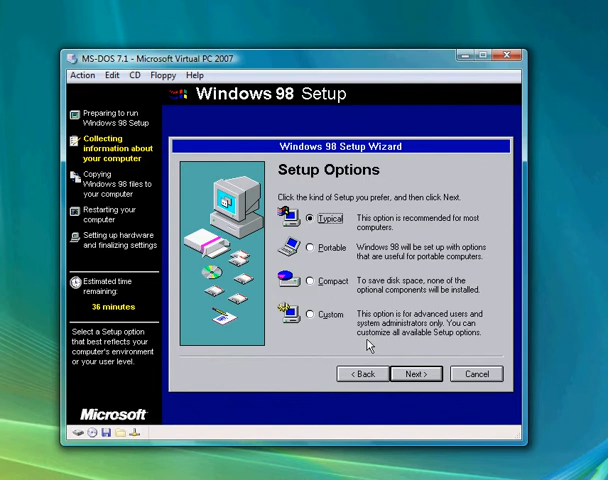 MS-DOS 7.1 - Microsoft Virtual PC 2007
Action Edit CD Floppy Help
Windows 98 Setup
Preparing to run
Windows 98 Setup
Collecting
information about
your computer
Copying
Windows 98 files to
your computer
Restarting your
computer
Setting up hardware
and finalizing settings
Estimated time
remaining:
36 minutes
Select a Setup option
that best reflects your
computer's environment
or your user level.
Microsoft
Windows 98 Setup Wizard
Setup Options
Click the kind of Setup you prefer, and then click Next.
Typical
This option is recommended for most
computers.
Portable
Windows 98 will be set up with options
that are useful for portable computers.
Compact
To save disk space, none of the
optional components will be installed.
Custom
This option is for advanced users and
system administrators only. You can
customize all available Setup options.
< Back
Next >
Cancel